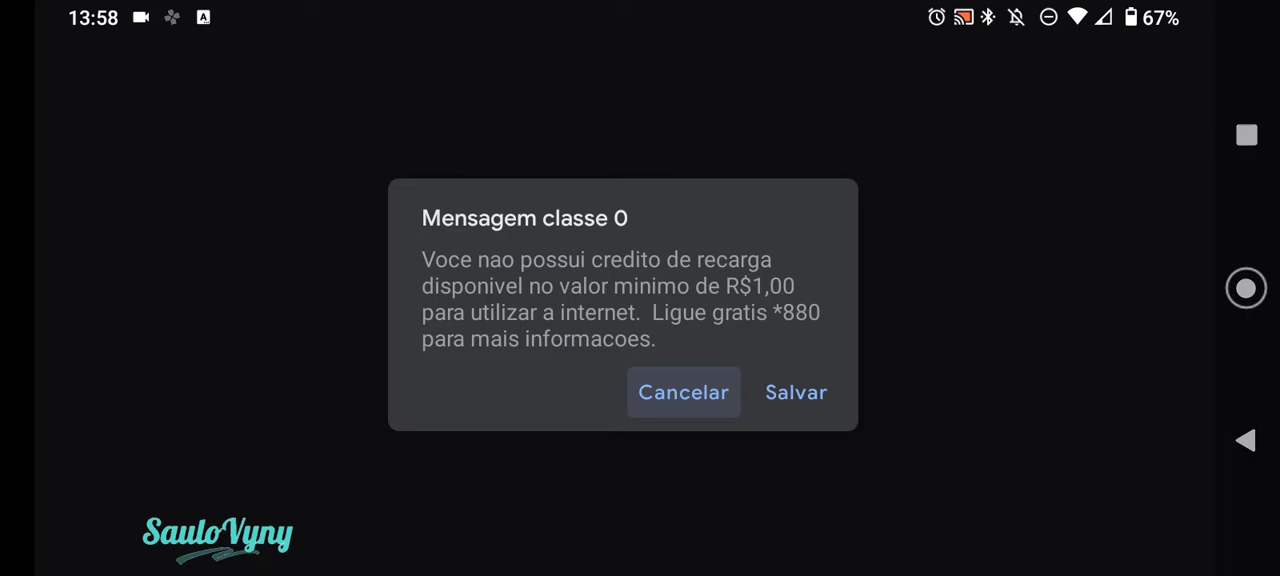 13:58
67%
Mensagem classe 0
Voce nao possui credito de recarga
disponivel no valor minimo de R$1,00
para utilizar a internet.  Ligue gratis *880
para mais informacoes.
Cancelar Salvar
SauloVyny